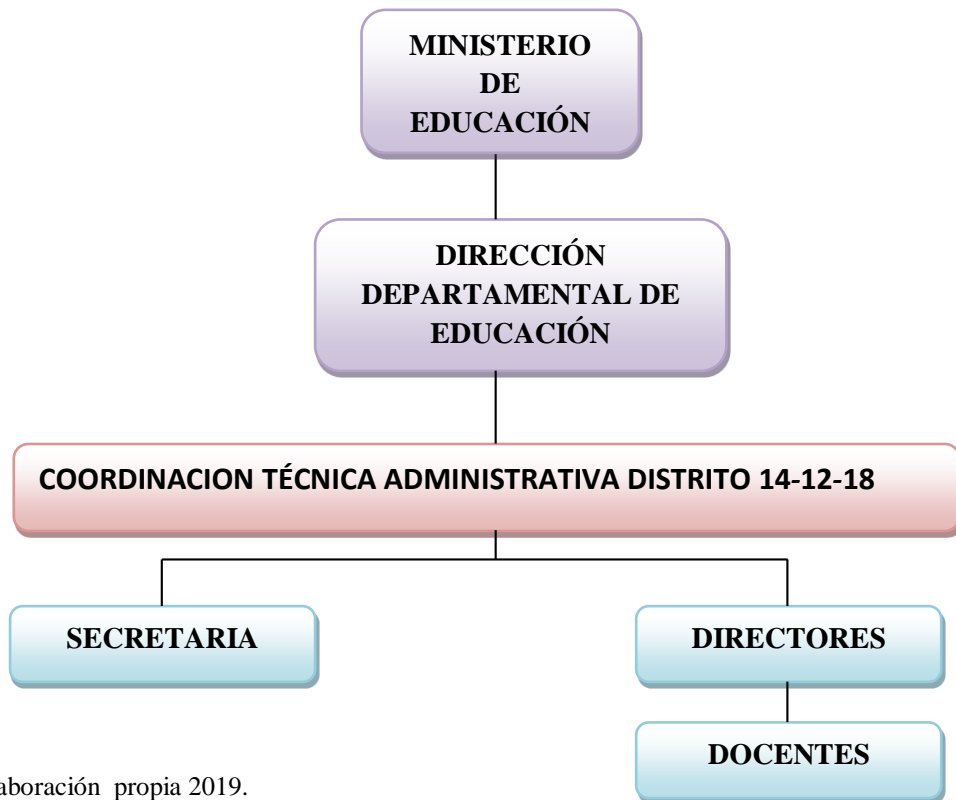 MINISTERIO
DE
EDUCACIÓN
DIRECCIÓN
DEPARTAMENTAL DE
EDUCACIÓN
COORDINACION TÉCNICA ADMINISTRATIVA DISTRITO 14-12-18
SECRETARIA
DIRECTORES
DOCENTES
aboración propia 2019.